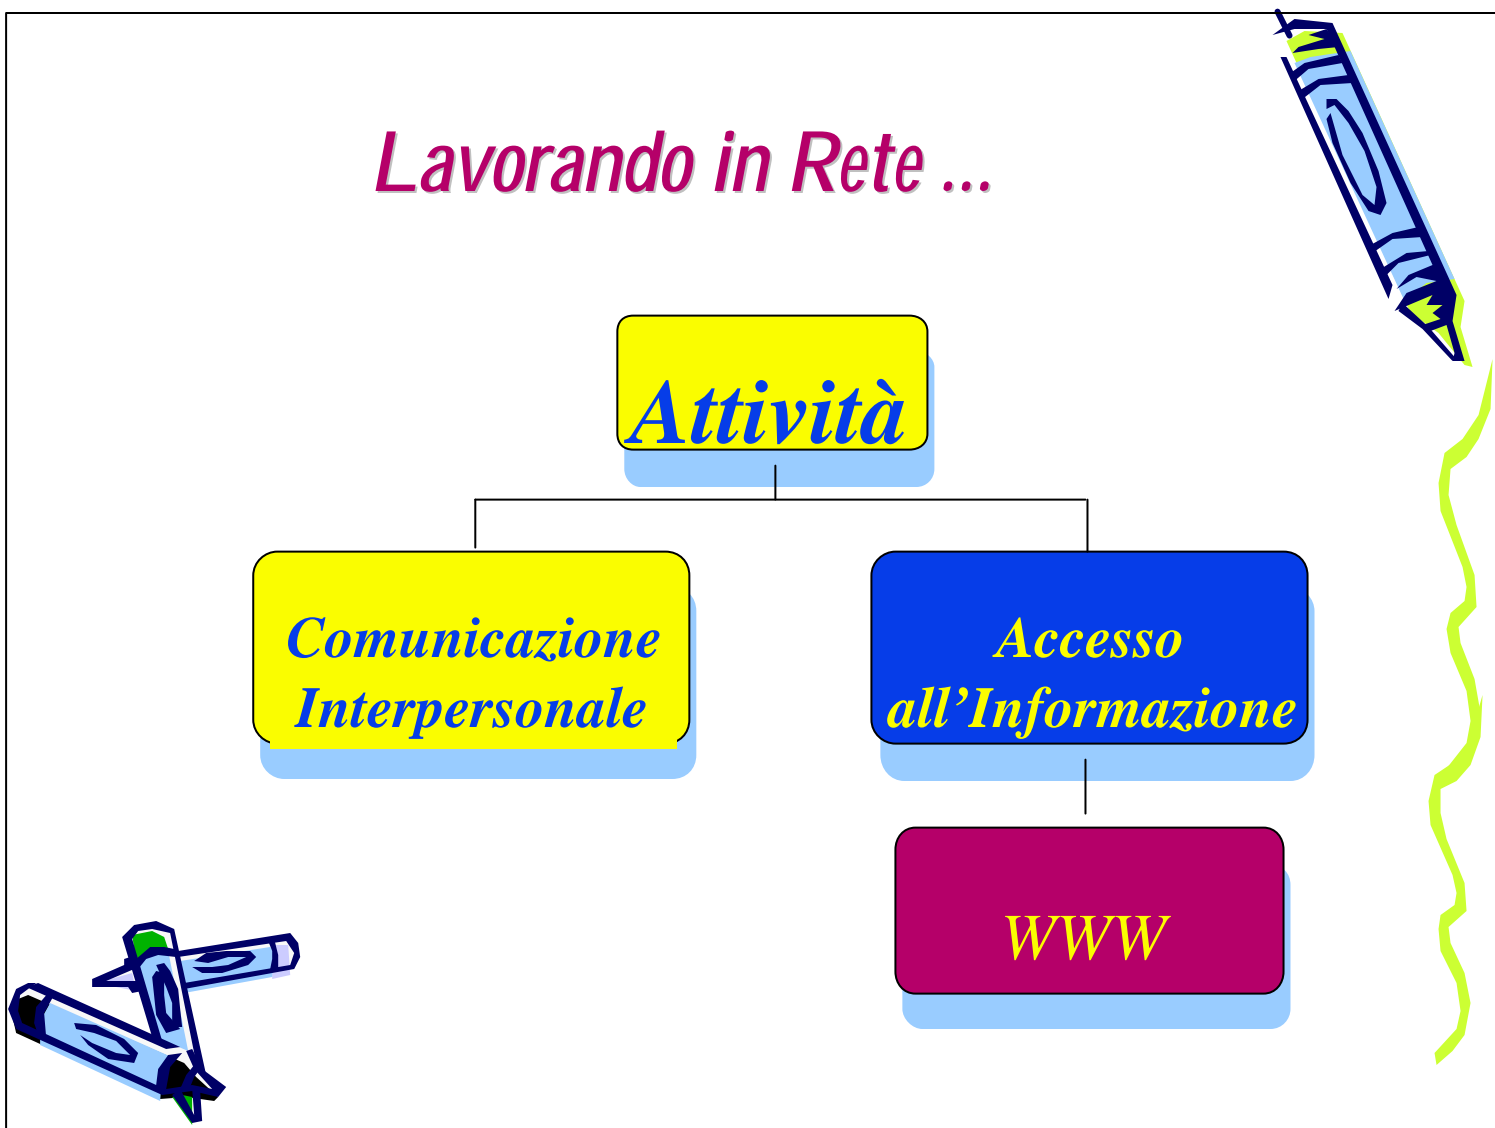 Lavorando in Rete ...
Attività
Comunicazione
Interpersonale
Accesso
all’Informazione
WWW